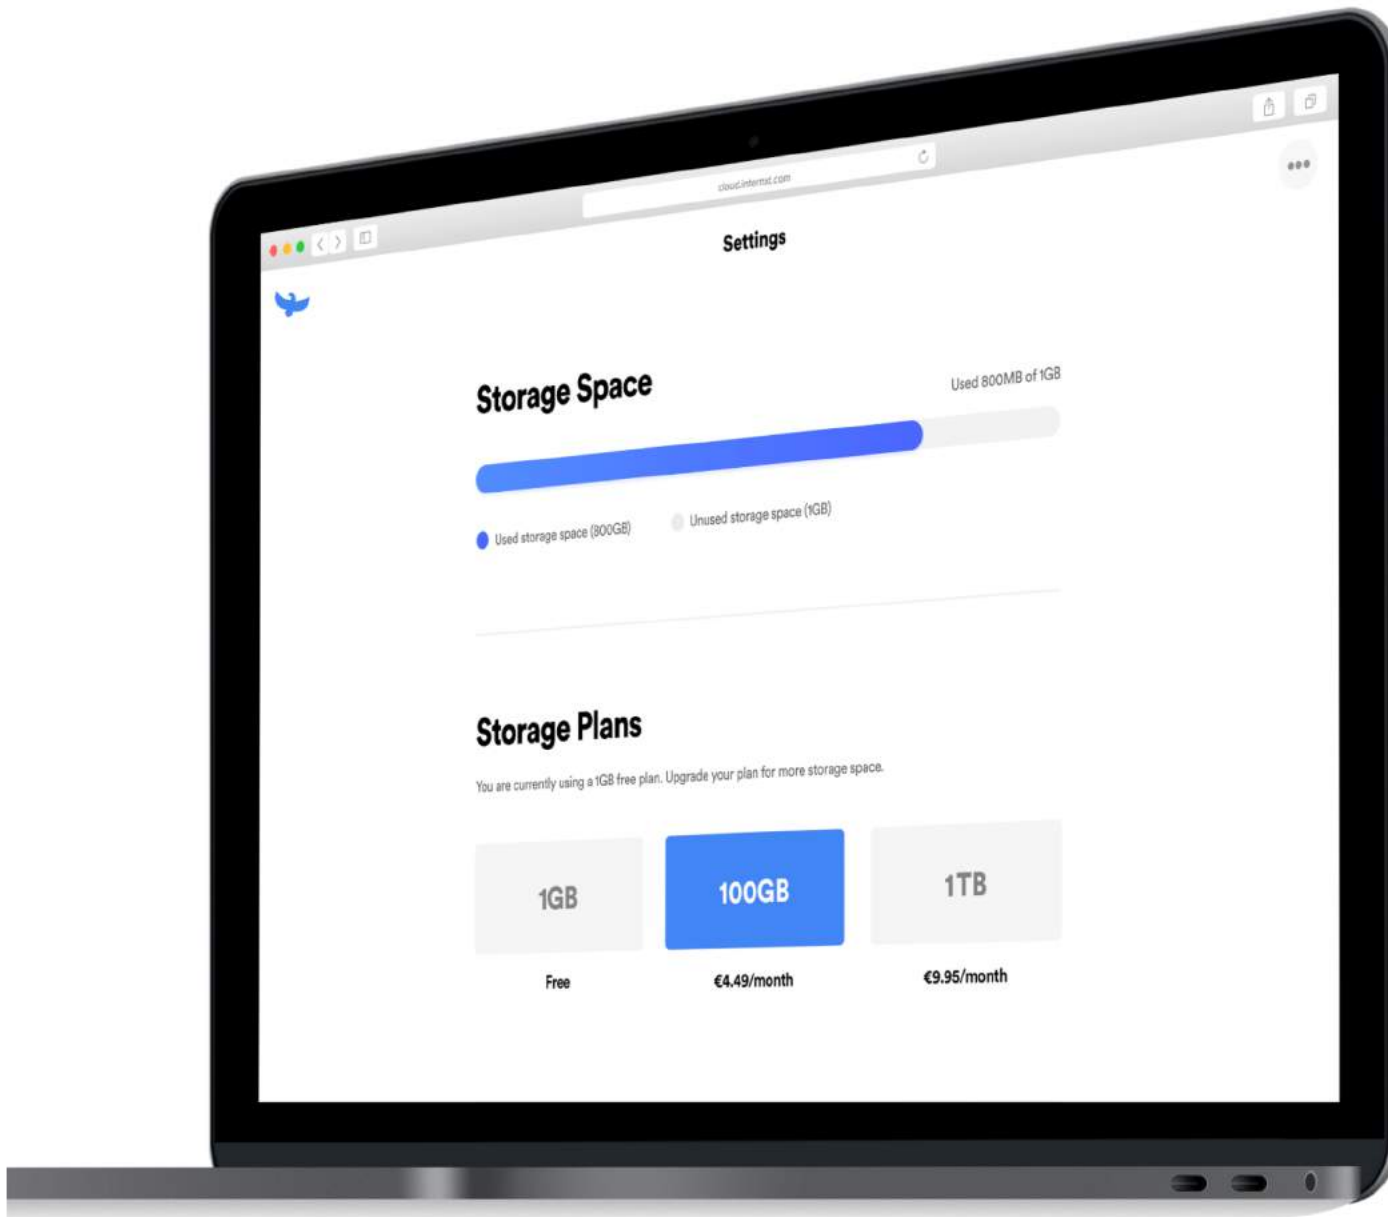 cloud.internxt.com
Settings
Storage Space
Used 800MB of 1GB
Used storage space (800GB)
Unused storage space (1GB)
Storage Plans
You are currently using a 1GB free plan. Upgrade your plan for more storage space.
1GB
100GB
1TB
Free
€4.49/month
€9.95/month